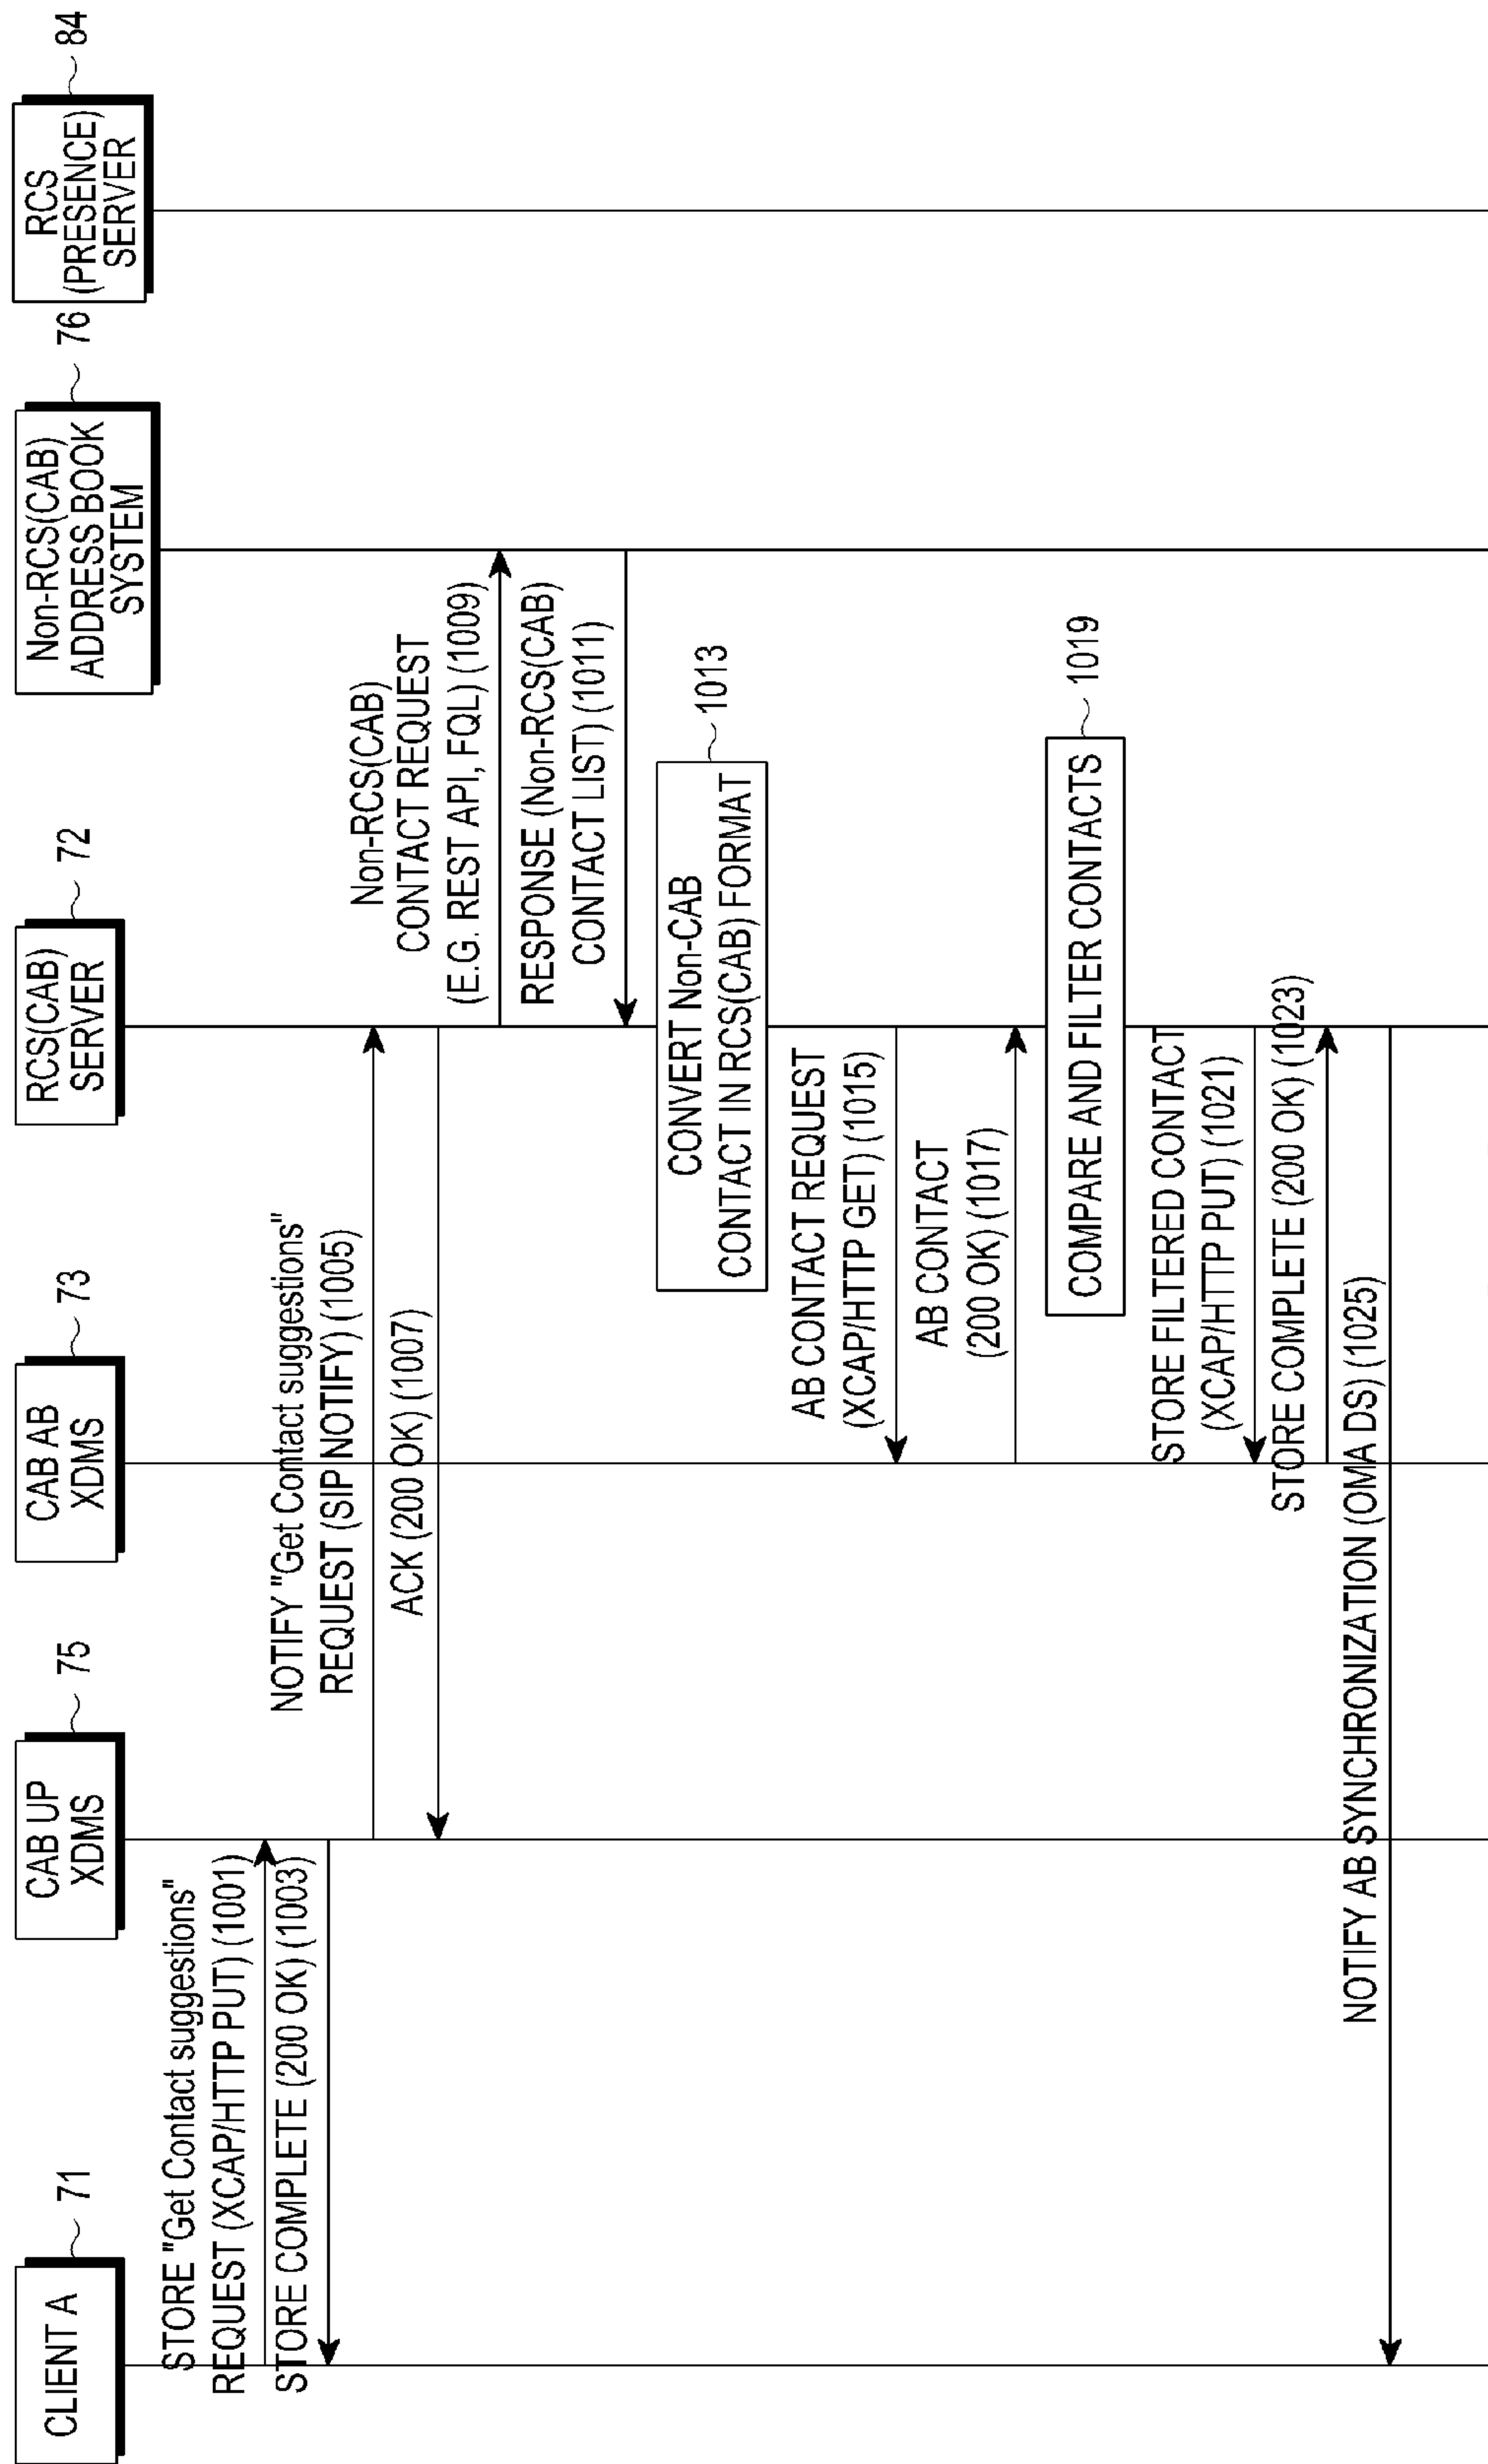 CLIENT A
71
CAB UP
XDMS
75
CAB AB
XDMS
73
RCS(CAB)
SERVER
72
Non-RCS(CAB)
ADDRESS BOOK
SYSTEM
76
RCS
(PRESENCE)
SERVER
84
STORE "Get Contact suggestions"
REQUEST (XCAP/HTTP PUT) (1001)
STORE COMPLETE (200 OK) (1003)
NOTIFY "Get Contact suggestions"
REQUEST (SIP NOTIFY) (1005)
ACK (200 OK) (1007)
Non-RCS(CAB)
CONTACT REQUEST
(E.G. REST API, FQL) (1009)
RESPONSE (Non-RCS(CAB)
CONTACT LIST) (1011)
CONVERT Non-CAB
CONTACT IN RCS(CAB) FORMAT
1013
AB CONTACT REQUEST
(XCAP/HTTP GET) (1015)
AB CONTACT
(200 OK) (1017)
COMPARE AND FILTER CONTACTS
1019
STORE FILTERED CONTACT
(XCAP/HTTP PUT) (1021)
STORE COMPLETE (200 OK) (1023)
NOTIFY AB SYNCHRONIZATION (OMA DS) (1025)